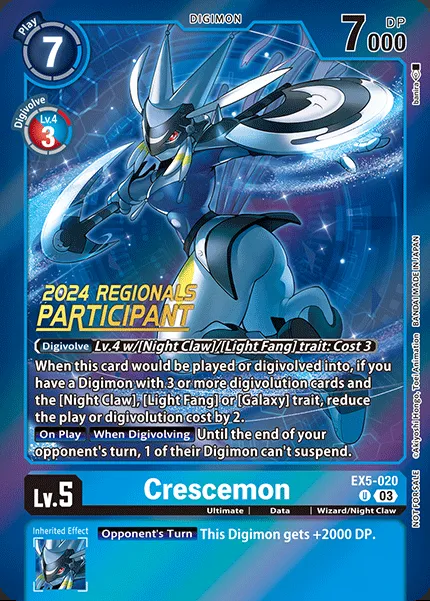 Play
7
DIGIMON
7000
DP
Digivolve
Lv.4
3
2024 REGIONALS
PARTICIPANT
Digivolve Lv.4 w/[Night Claw]/[Light Fang] trait: Cost 3
When this card would be played or digivolved into, if you
have a Digimon with 3 or more digivolution cards and
the [Night Claw], [Light Fang] or [Galaxy] trait, reduce
the play or digivolution cost by 2.
On Play When Digivolving Until the end of your
opponent's turn, 1 of their Digimon can't suspend.
Lv.5
Crescemon
EX5-020
U 03
Ultimate | Data | Wizard/Night Claw
Inherited Effect
Opponent's Turn This Digimon gets +2000 DP.
©Akiyoshi Hongo, Toei Animation BANDAI MADE IN JAPAN
NOT FOR SALE